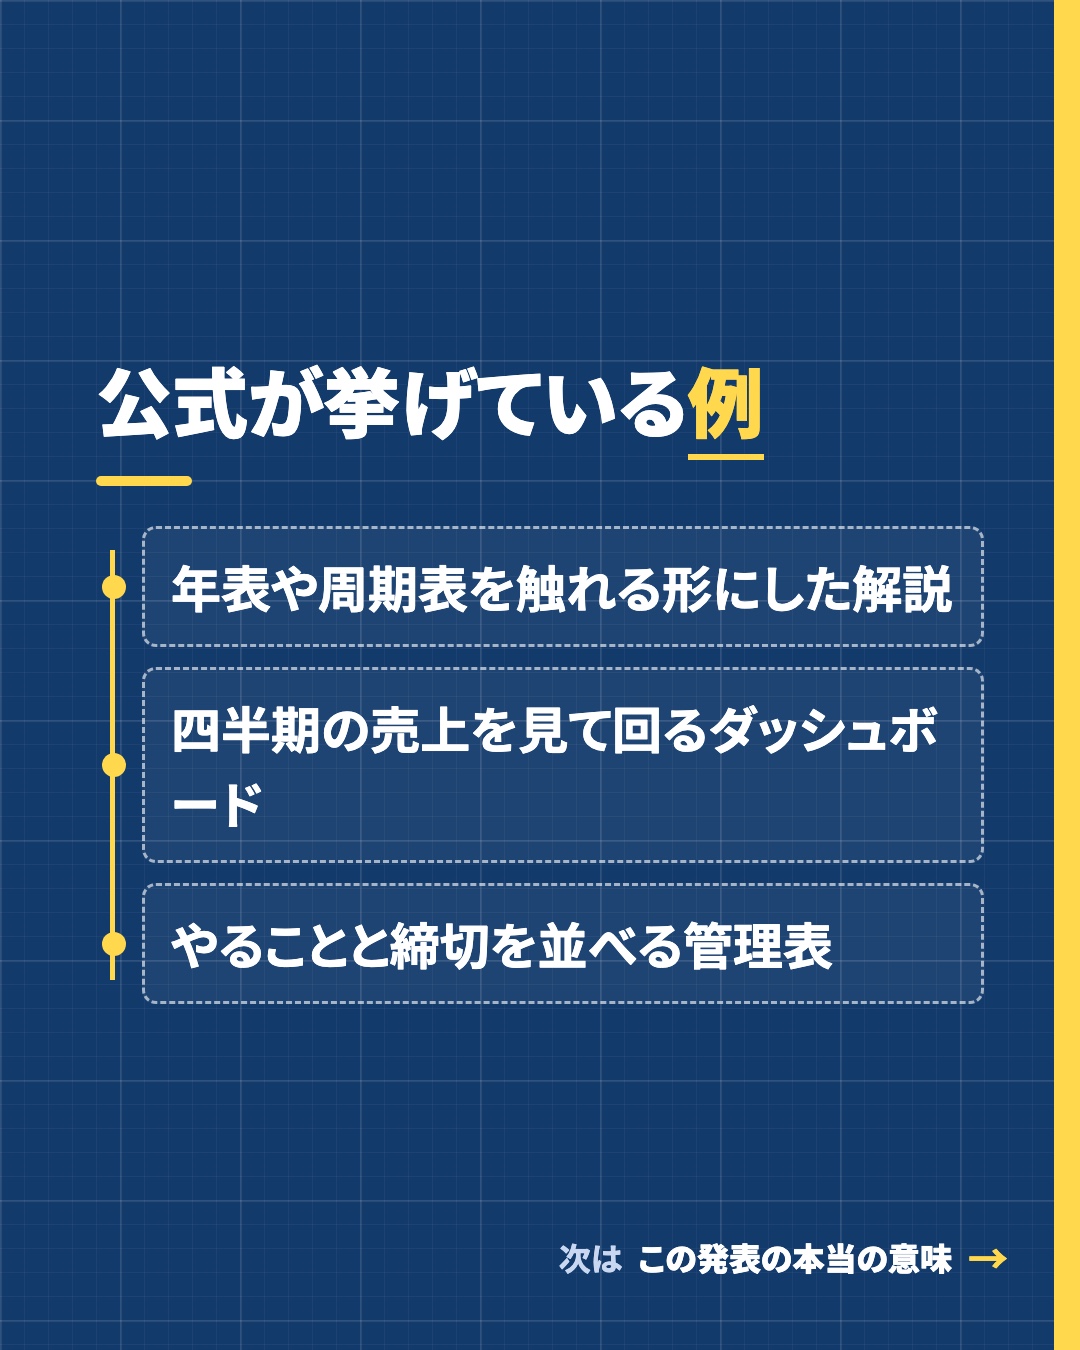 公式が挙げている例
年表や周期表を触れる形にした解説
四半期の売上を見て回るダッシュボ
ード
やることと締切を並べる管理表
次は この発表の本当の意味 →